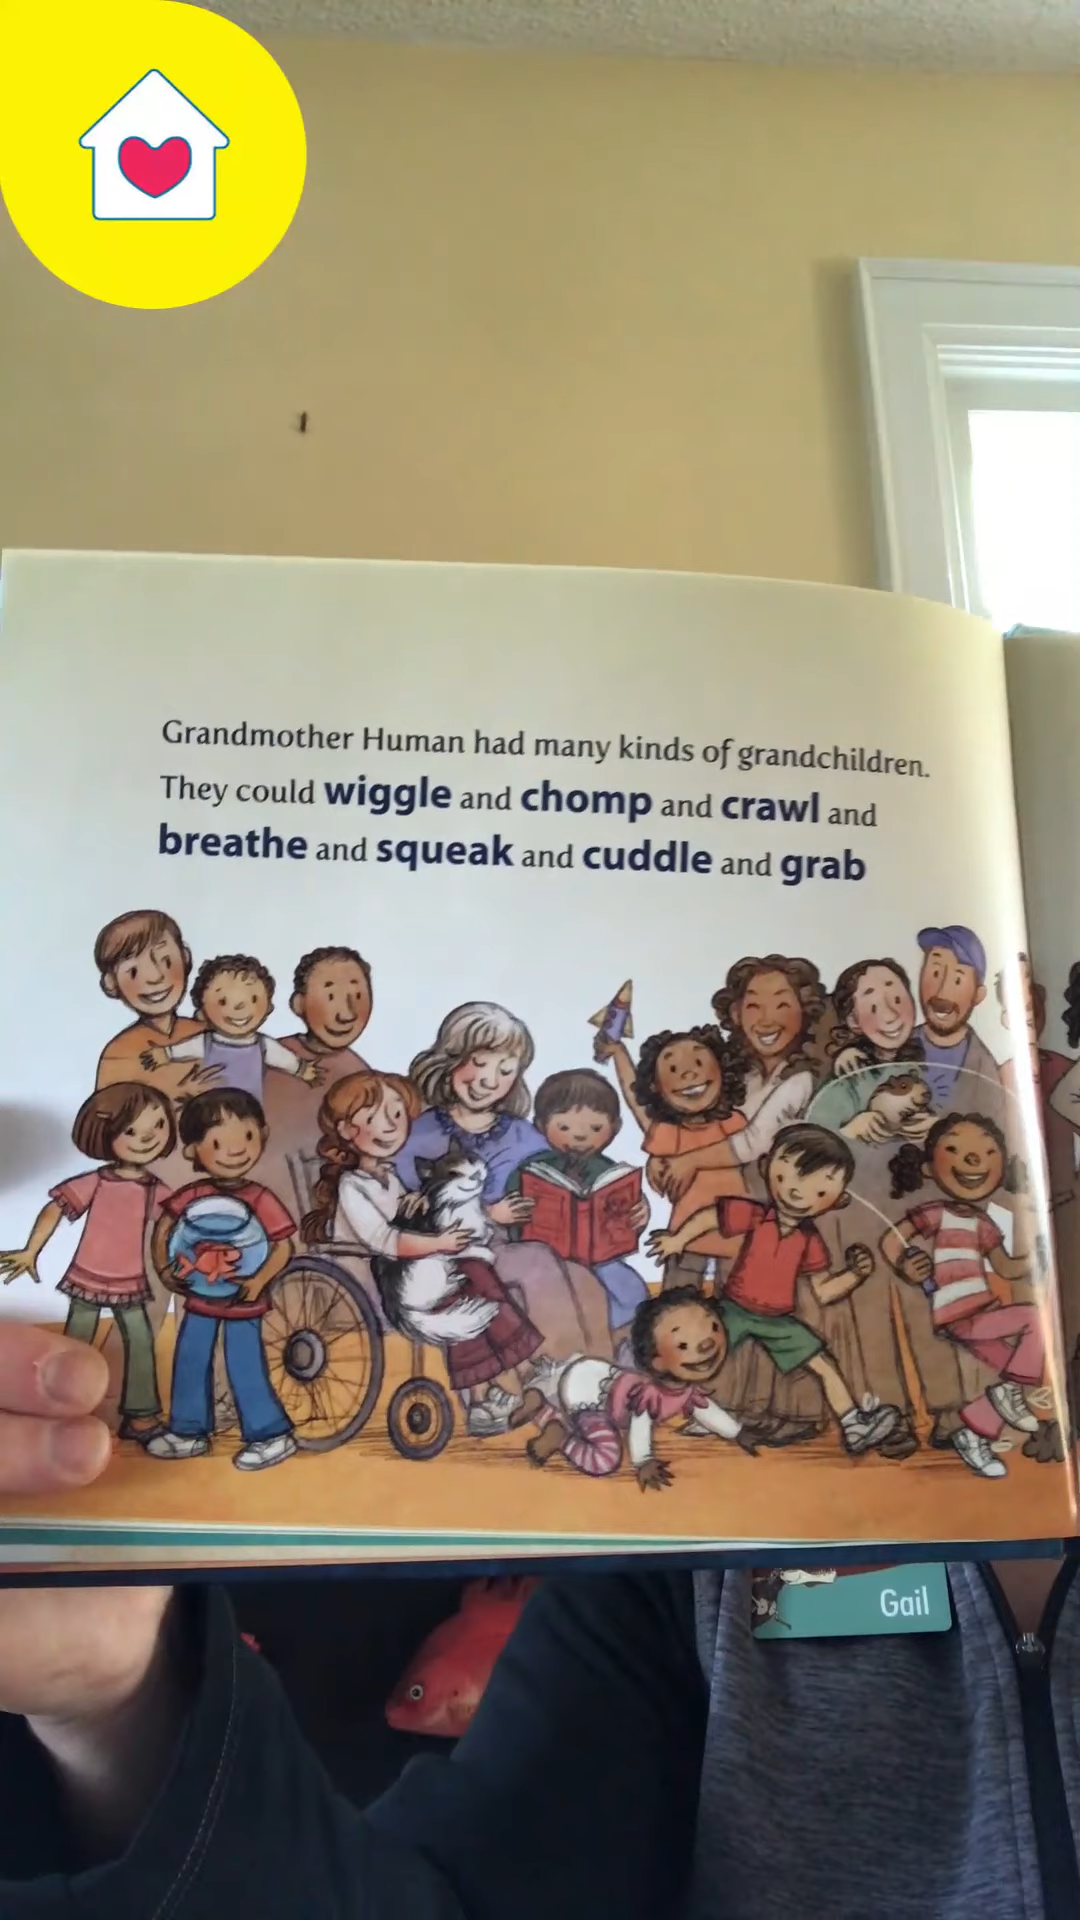 Grandmother Human had many kinds of grandchildren.
They could wiggle and chomp and crawl and
breathe and squeak and cuddle and grab
Gail